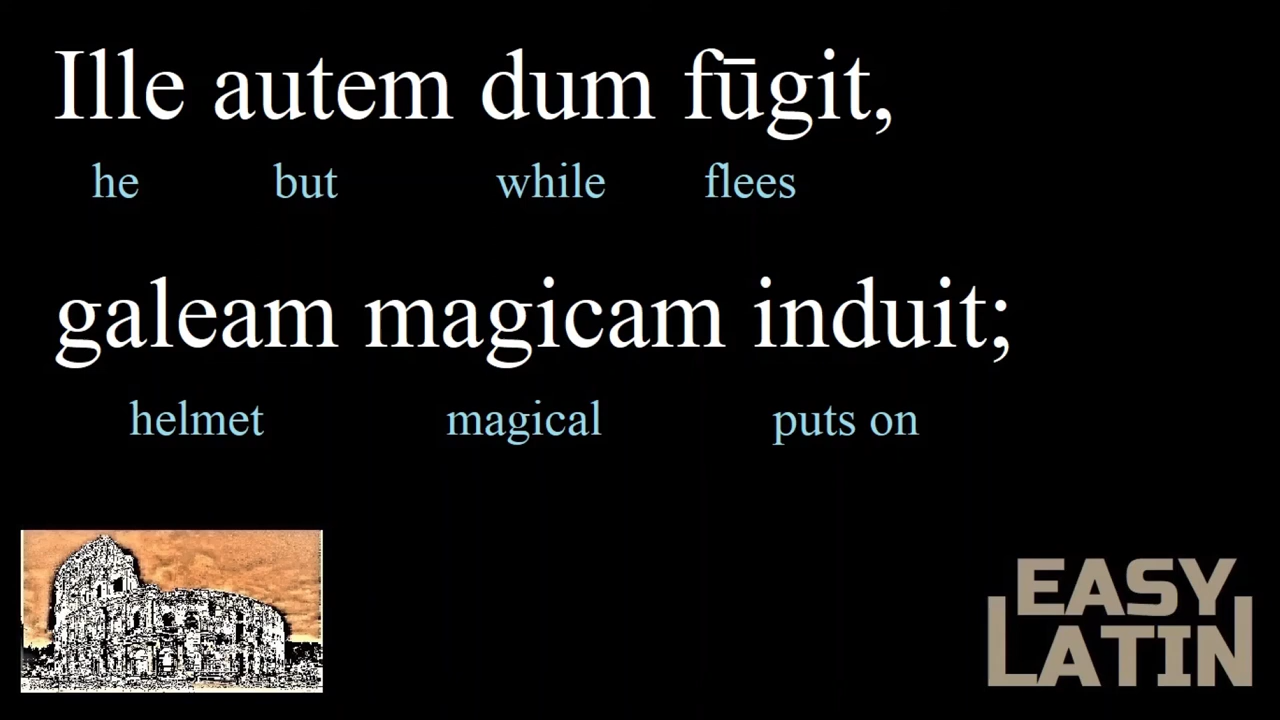 Ille autem dum fūgit,
he but while flees
galeam magicam induit;
helmet magical puts on
EASY
LATIN